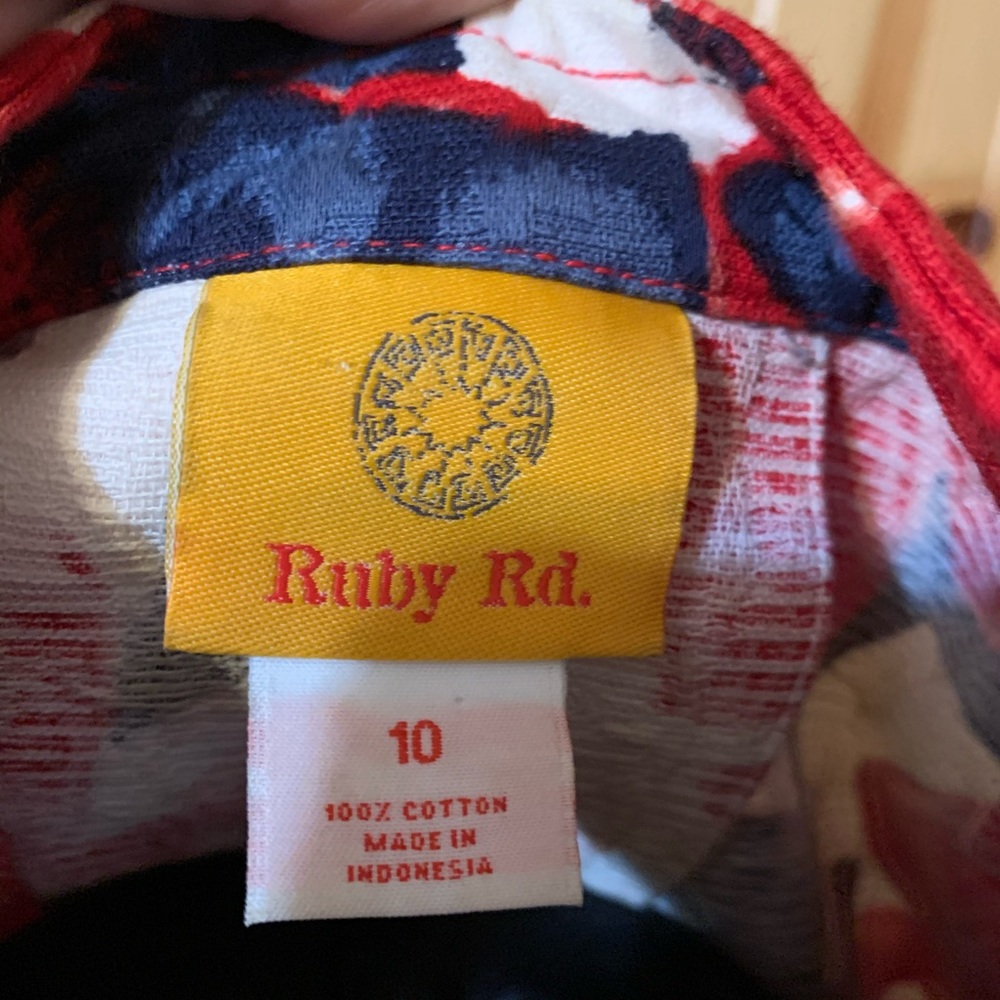 Ruby Rd.
10
100% COTTON
MADE IN
INDONESIA